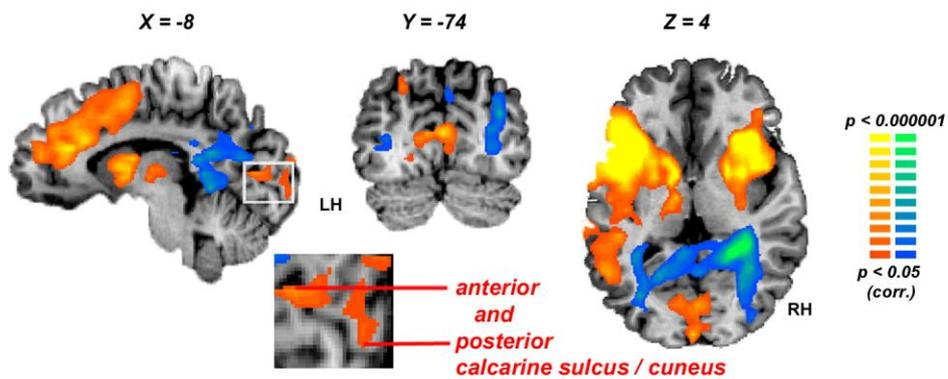 X = -8
Y = -74
Z = 4
p < 0.000001
LH
p < 0.05
(corr.)
RH
anterior
and
posterior
calcarine sulcus / cuneus